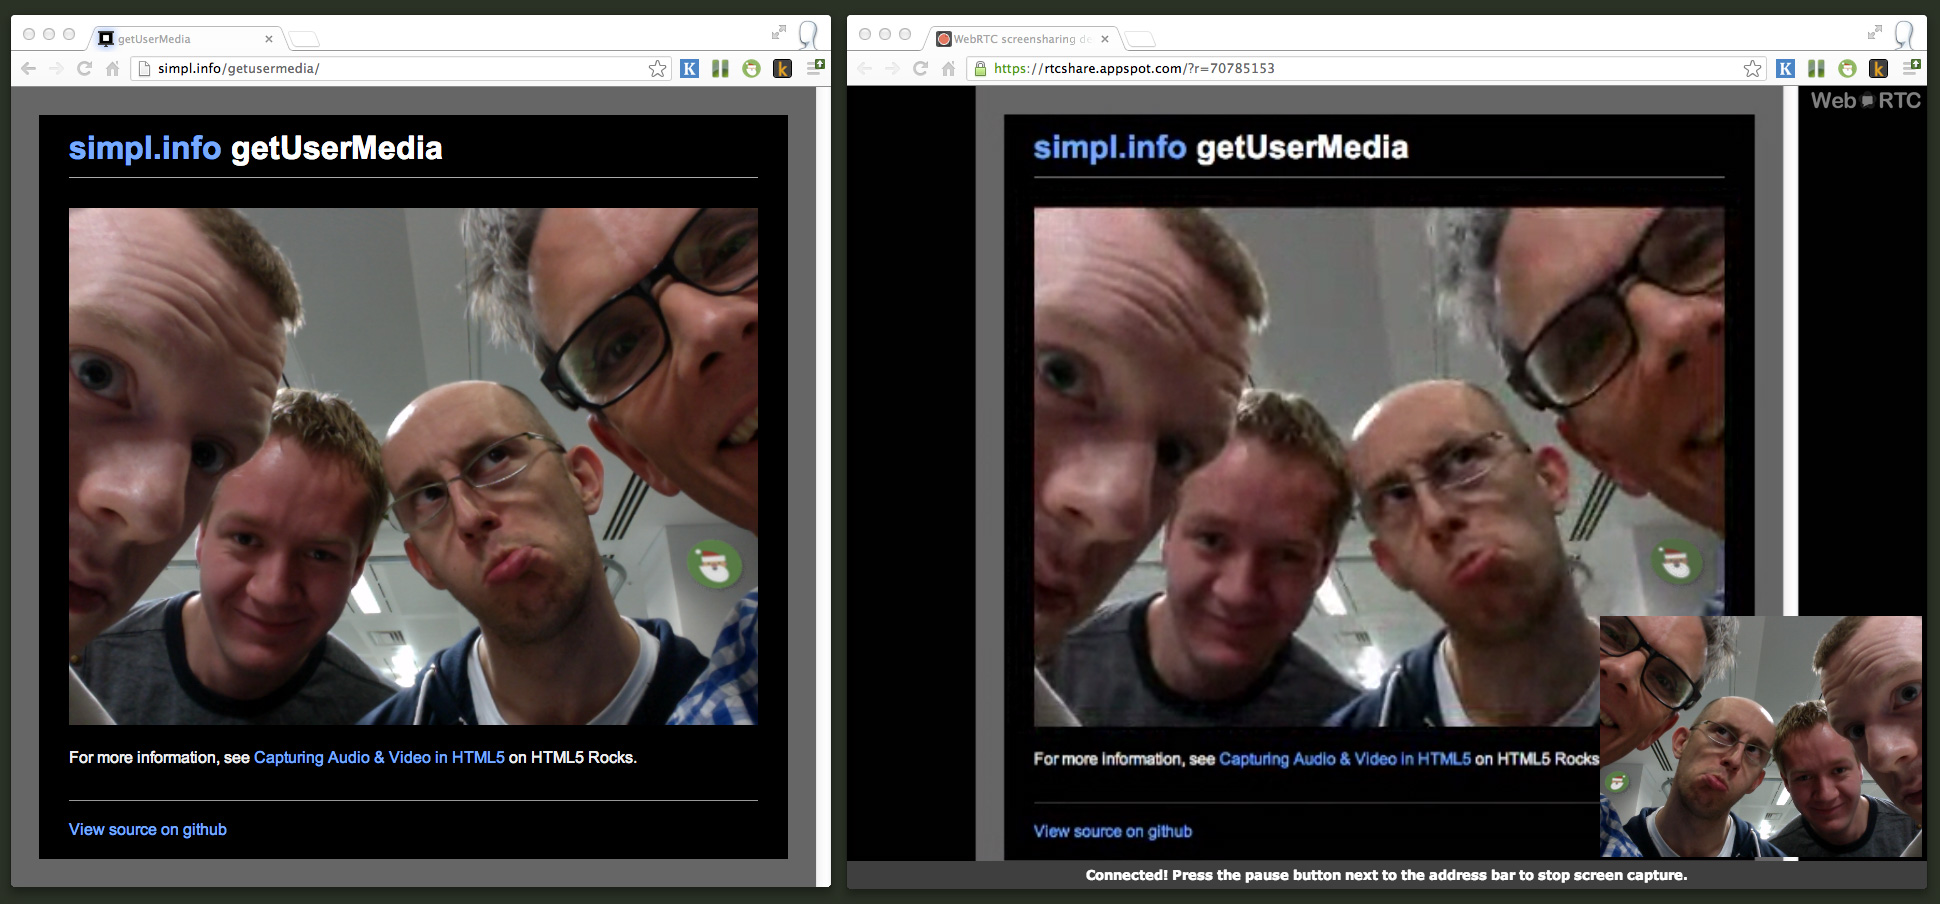 getUserMedia
simpl.info/getusermedia/
K
k
simpl.info getUserMedia
For more information, see Capturing Audio & Video in HTML5 on HTML5 Rocks.
View source on github
WebRTC screensharing de
https://rtcshare.appspot.com/?r=70785153
K
k
WebRTC
simpl.info getUserMedia
For more information, see Capturing Audio & Video in HTML5 on HTML5 Rocks
View source on github
Connected! Press the pause button next to the address bar to stop screen capture.